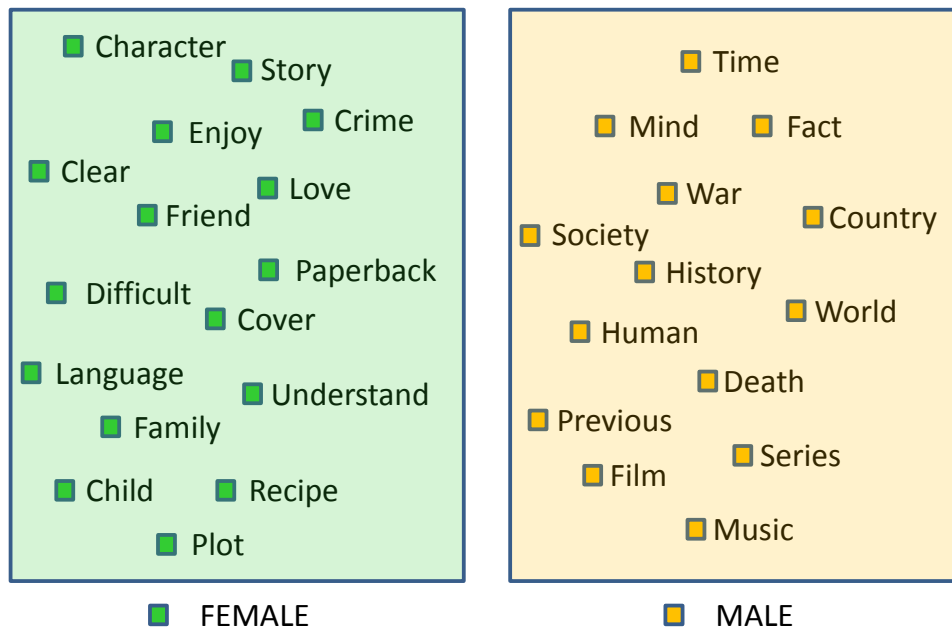 Character
Story
Crime
Enjoy
Clear
Love
Friend
Paperback
Difficult
Cover
Language
Understand
Family
Child
Recipe
Plot
FEMALE
Time
Mind
Fact
War
Country
Society
History
World
Human
Death
Previous
Series
Film
Music
MALE